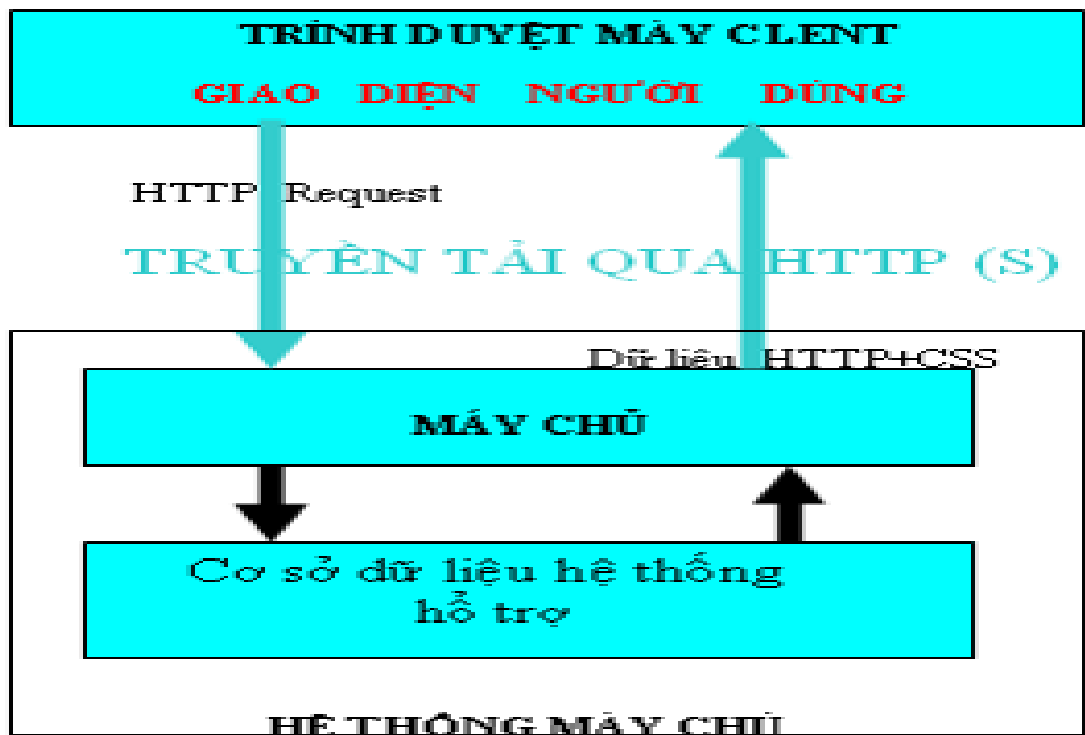 TRÌNH DUYỆT MÁY CLENT
GIAO DIỆN NGƯỜI DÙNG
HTTP Request
TRUYỀN TẢI QUA HTTP (S)
Dữ liệu HTTP+CSS
MÁY CHỦ
Cơ sở dữ liệu hệ thống
hổ trợ
HỆ THỐNG MÁY CHỦ